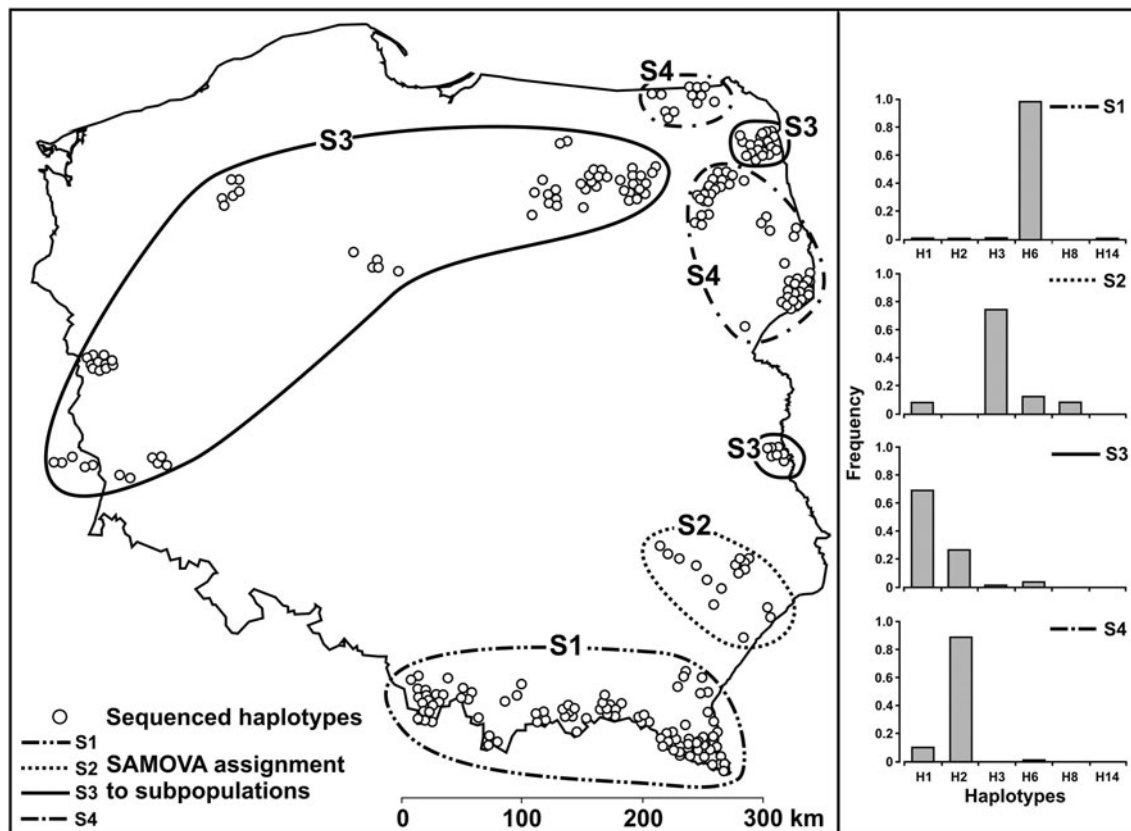 S4
S3
S3
S4
S3
S2
S1
Sequenced haplotypes
S1
S2 SAMOVA assignment
S3 to subpopulations
S4
0 100 200 300 km
Frequency
S1
1.0
0.8
0.6
0.4
0.2
0
H1 H2 H3 H6 H8 H14
S2
1.0
0.8
0.6
0.4
0.2
0
S3
1.0
0.8
0.6
0.4
0.2
0
S4
1.0
0.8
0.6
0.4
0.2
0
H1 H2 H3 H6 H8 H14
Haplotypes